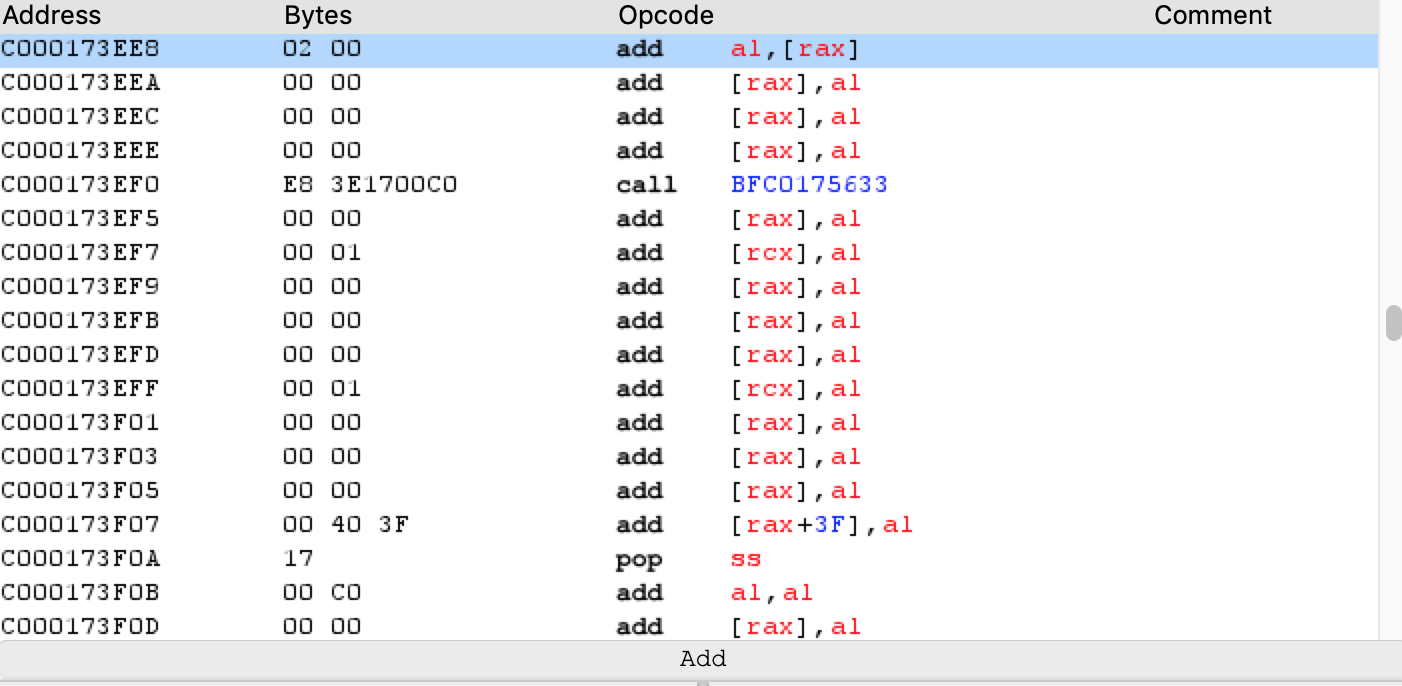 Address Bytes Opcode Comment
C000173EE8 02 00 add al,[rax]
C000173EEA 00 00 add [rax],al
C000173EEC 00 00 add [rax],al
C000173EEE 00 00 add [rax],al
C000173EF0 E8 3E1700C0 call BFC0175633
C000173EF5 00 00 add [rax],al
C000173EF7 00 01 add [rcx],al
C000173EF9 00 00 add [rax],al
C000173EFB 00 00 add [rax],al
C000173EFD 00 00 add [rax],al
C000173EFF 00 01 add [rcx],al
C000173F01 00 00 add [rax],al
C000173F03 00 00 add [rax],al
C000173F05 00 00 add [rax],al
C000173F07 00 40 3F add [rax+3F],al
C000173F0A 17 pop ss
C000173F0B 00 C0 add al,al
C000173F0D 00 00 add [rax],al
Add